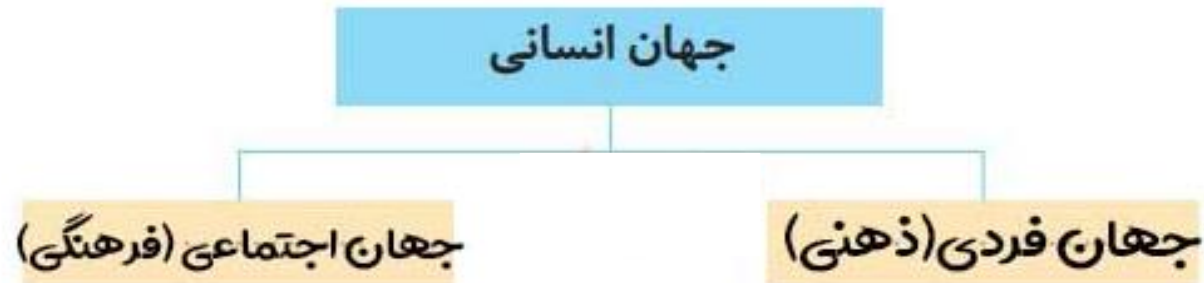 جهان انسانی
جهان فردی(ذهنی)
جهان اجتماعی (فرهنگی)